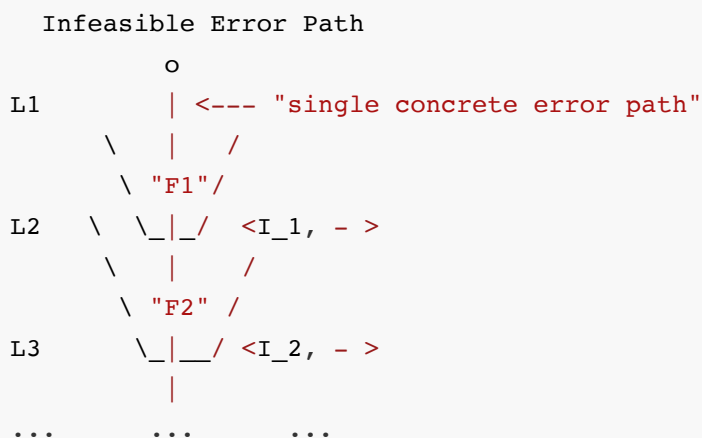 Infeasible Error Path
         o
L1         | <--- "single concrete error path"
      \   |   /
       \ "F1"/
L2    \  \_|_/  <I_1, - >
      \   |    /
       \ "F2" /
L3       \_|__/ <I_2, - >
          |
...      ...      ...